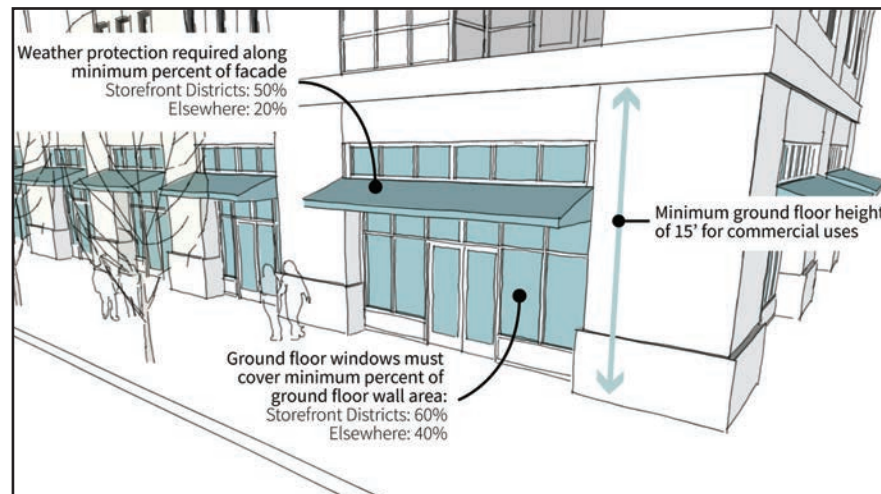 Weather protection required along
minimum percent of facade
Storefront Districts: 50%
Elsewhere: 20%
Minimum ground floor height
of 15’ for commercial uses
Ground floor windows must
cover minimum percent of
ground floor wall area:
Storefront Districts: 60%
Elsewhere: 40%